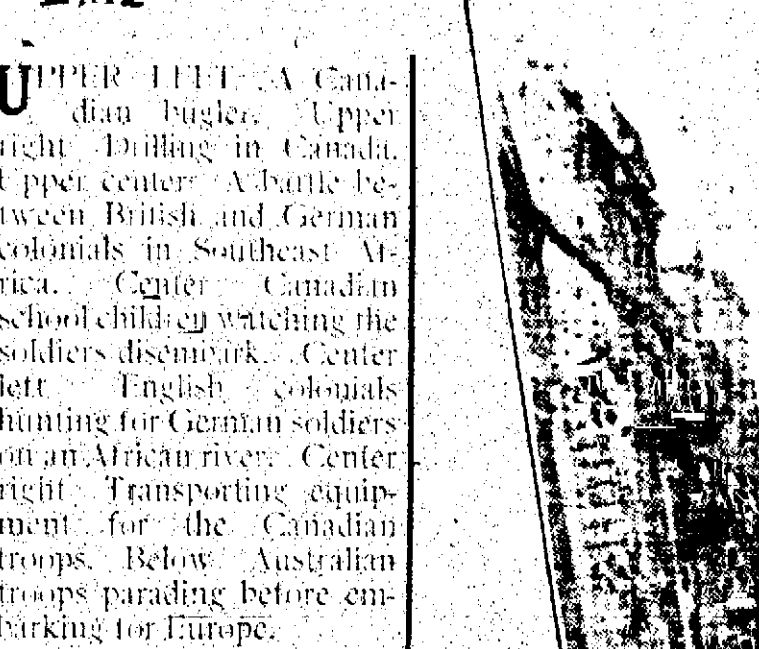 UPPER LEFT A Cana-
dian bugler. Upper
right Drilling in Canada.
Upper center A battle be-
tween British and German
colonials in Southeast Af-
rica. Center Canadian
school children watching the
soldiers disembark. Center
left English colonials
hunting for German soldiers
on an African river. Center
right Transporting equip-
ment for the Canadian
troops. Below Australian
troops parading before em-
barking for Europe.